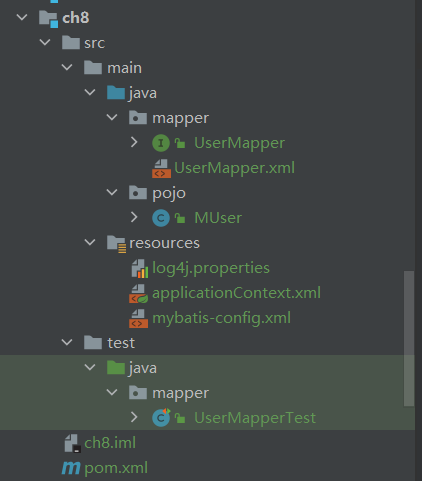 ch8
src
main
java
mapper
UserMapper
UserMapper.xml
pojo
MUser
resources
log4j.properties
applicationContext.xml
mybatis-config.xml
test
java
mapper
UserMapperTest
ch8.iml
pom.xml